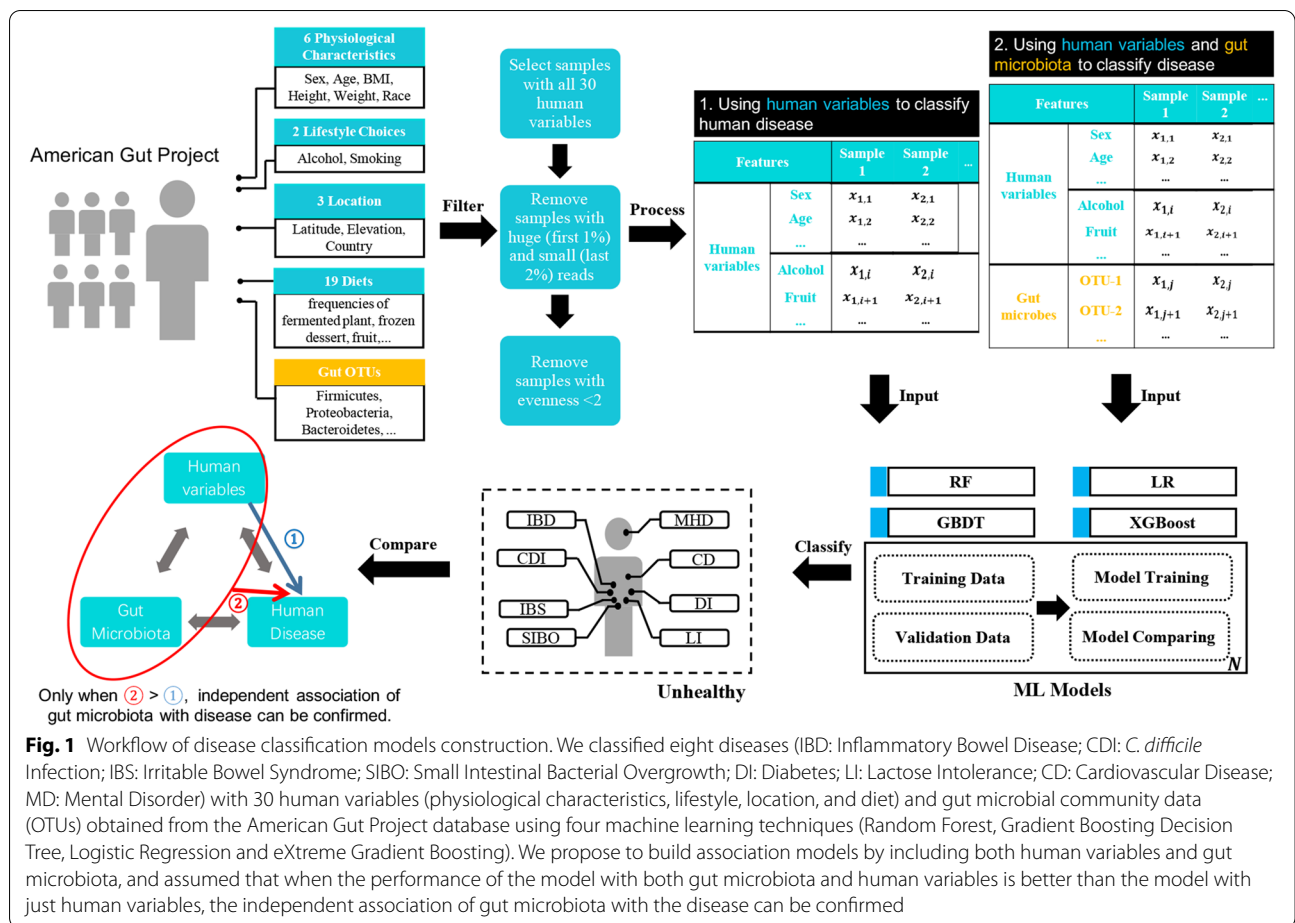 American Gut Project
6 Physiological
Characteristics
Sex, Age, BMI,
Height, Weight, Race
2 Lifestyle Choices
Alcohol, Smoking
3 Location
Latitude, Elevation,
Country
19 Diets
frequencies of
fermented plant, frozen
dessert, fruit,...
Gut OTUs
Firmicutes,
Proteobacteria,
Bacteroidetes, ...
Filter
Select samples
with all 30
human
variables
Remove
samples with
huge (first 1%)
and small (last
2%) reads
Remove
samples with
evenness <2
Process
1. Using human variables to classify
human disease
Features Sample 1 Sample 2 ...
Human variables
Sex x1,1 x2,1
Age x1,2 x2,2
... ... ...
Alcohol x1,i x2,i
Fruit x1,i+1 x2,i+1
... ... ...
2. Using human variables and gut
microbiota to classify disease
Features Sample 1 Sample 2 ...
Human variables
Sex x1,1 x2,1
Age x1,2 x2,2
... ... ...
Alcohol x1,i x2,i
Fruit x1,i+1 x2,i+1
... ... ...
Gut microbes
OTU-1 x1,j x2,j
OTU-2 x1,j+1 x2,j+1
... ... ...
Input
Input
RF
LR
GBDT
XGBoost
Training Data
Model Training
Validation Data
Model Comparing
N
ML Models
Classify
IBD
MHD
CDI
CD
IBS
DI
SIBO
LI
Unhealthy
Compare
Human
variables
①
②
Gut
Microbiota
Human
Disease
Only when ② > ①, independent association of
gut microbiota with disease can be confirmed.
Fig. 1 Workflow of disease classification models construction. We classified eight diseases (IBD: Inflammatory Bowel Disease; CDI: C. difficile
Infection; IBS: Irritable Bowel Syndrome; SIBO: Small Intestinal Bacterial Overgrowth; DI: Diabetes; LI: Lactose Intolerance; CD: Cardiovascular Disease;
MD: Mental Disorder) with 30 human variables (physiological characteristics, lifestyle, location, and diet) and gut microbial community data
(OTUs) obtained from the American Gut Project database using four machine learning techniques (Random Forest, Gradient Boosting Decision
Tree, Logistic Regression and eXtreme Gradient Boosting). We propose to build association models by including both human variables and gut
microbiota, and assumed that when the performance of the model with both gut microbiota and human variables is better than the model with
just human variables, the independent association of gut microbiota with the disease can be confirmed